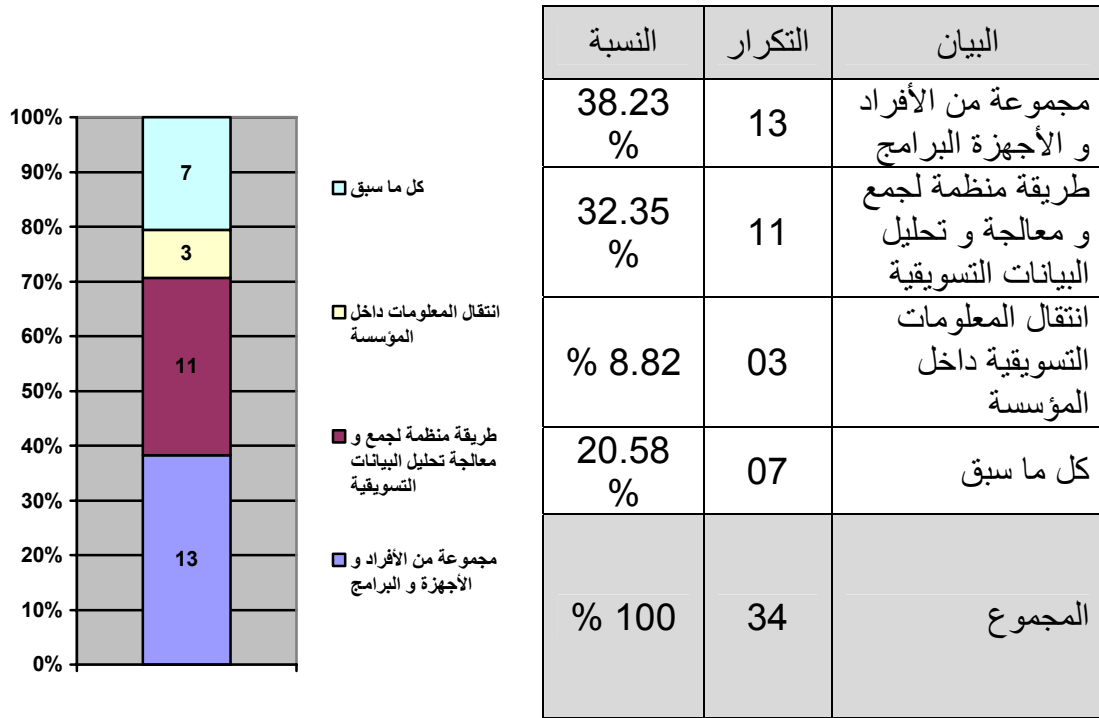 البيان التكرار النسبة
مجموعة من الأفراد
و الأجهزة البرامج
13
38.23
%
طريقة منظمة لجمع
و معالجة و تحليل
البيانات التسويقية
11
32.35
%
انتقال المعلومات
التسويقية داخل
المؤسسة
03
8.82 %
كل ما سبق
07
20.58
%
المجموع
34
100 %
100%
90%
80%
70%
60%
50%
40%
30%
20%
10%
0%
7
3
11
13
كل ما سبق
انتقال المعلومات داخل
المؤسسة
طريقة منظمة لجمع و
معالجة تحليل البيانات
التسويقية
مجموعة من الأفراد و
الأجهزة و البرامج